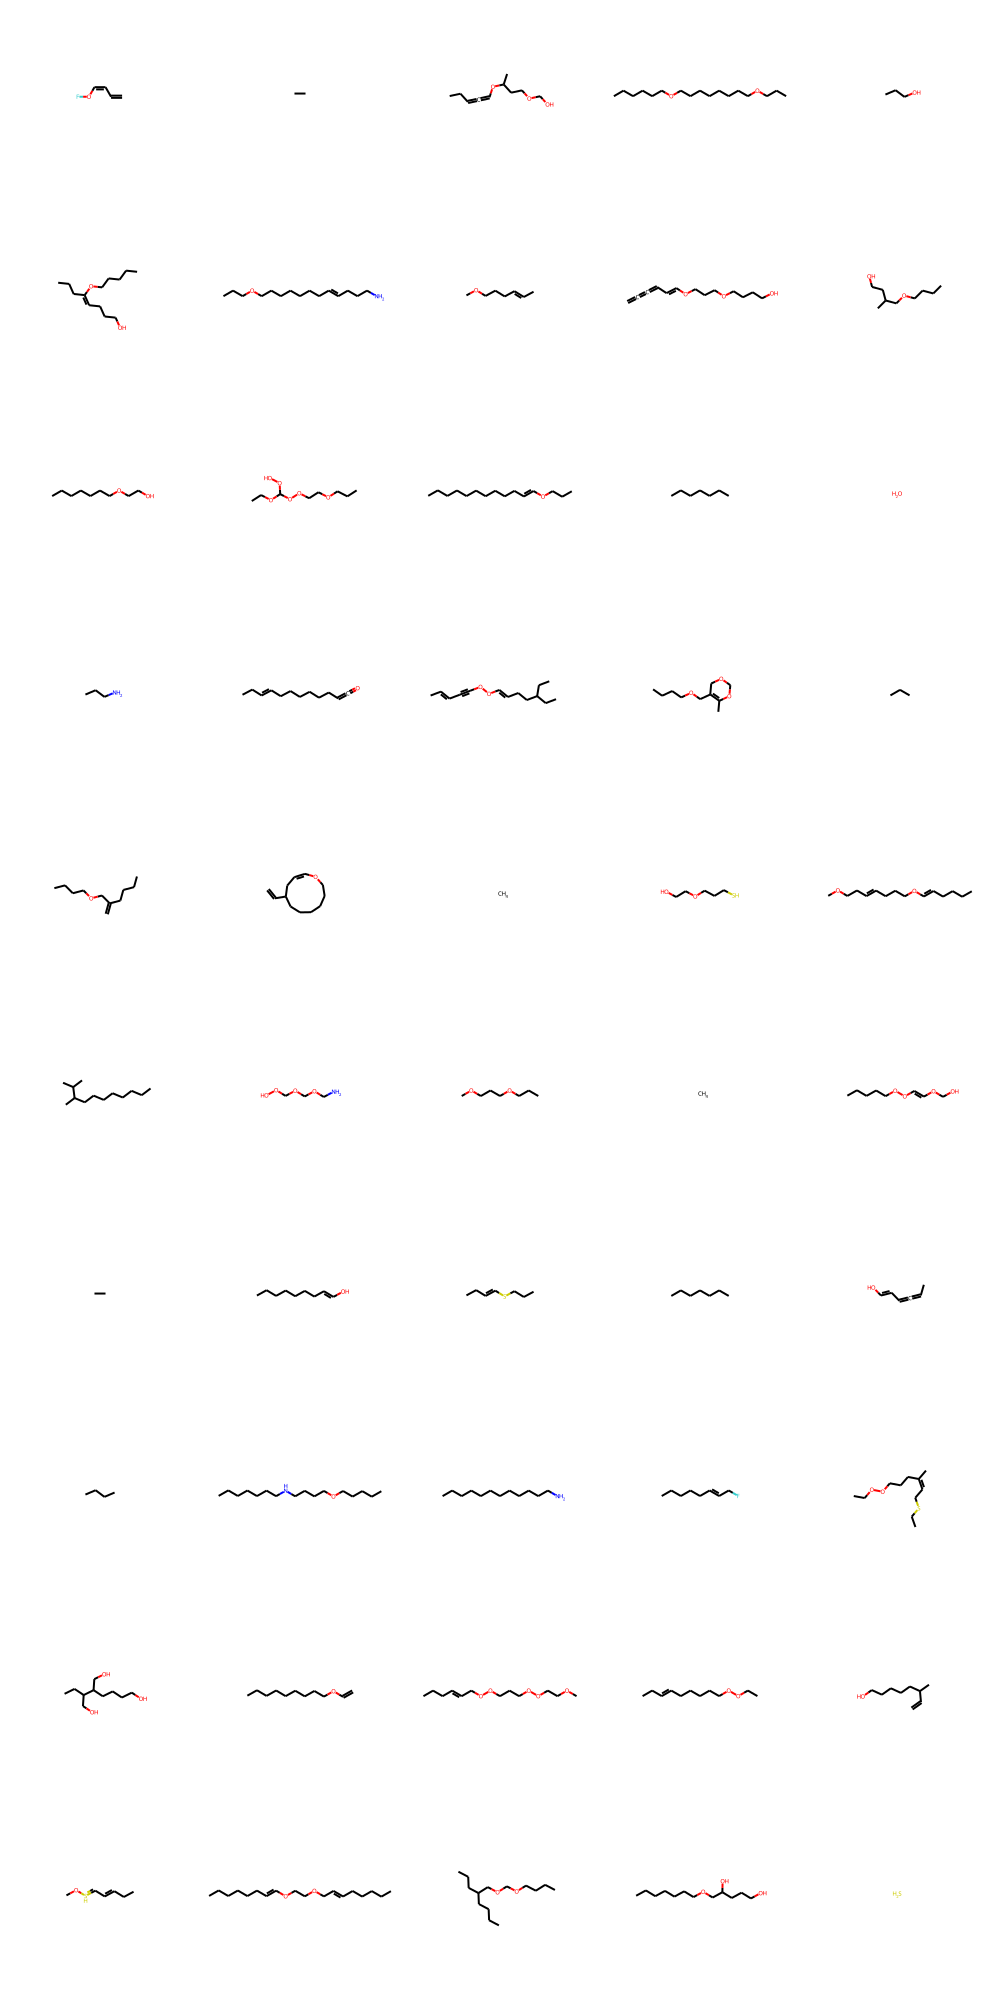 F O O O OH O O OH
O O NH₂ O O O OH OH O
O OH HO O O O O O O H₂O
NH₂ O O O O O O
O O CH₄ HO O SH O O
HO O O O NH₂ O O CH₄ O O O OH
OH S HO
H N O NH₂ F O O S
OH OH OH O O O O O O O O HO
O SH O O O O O OH OH H₂S